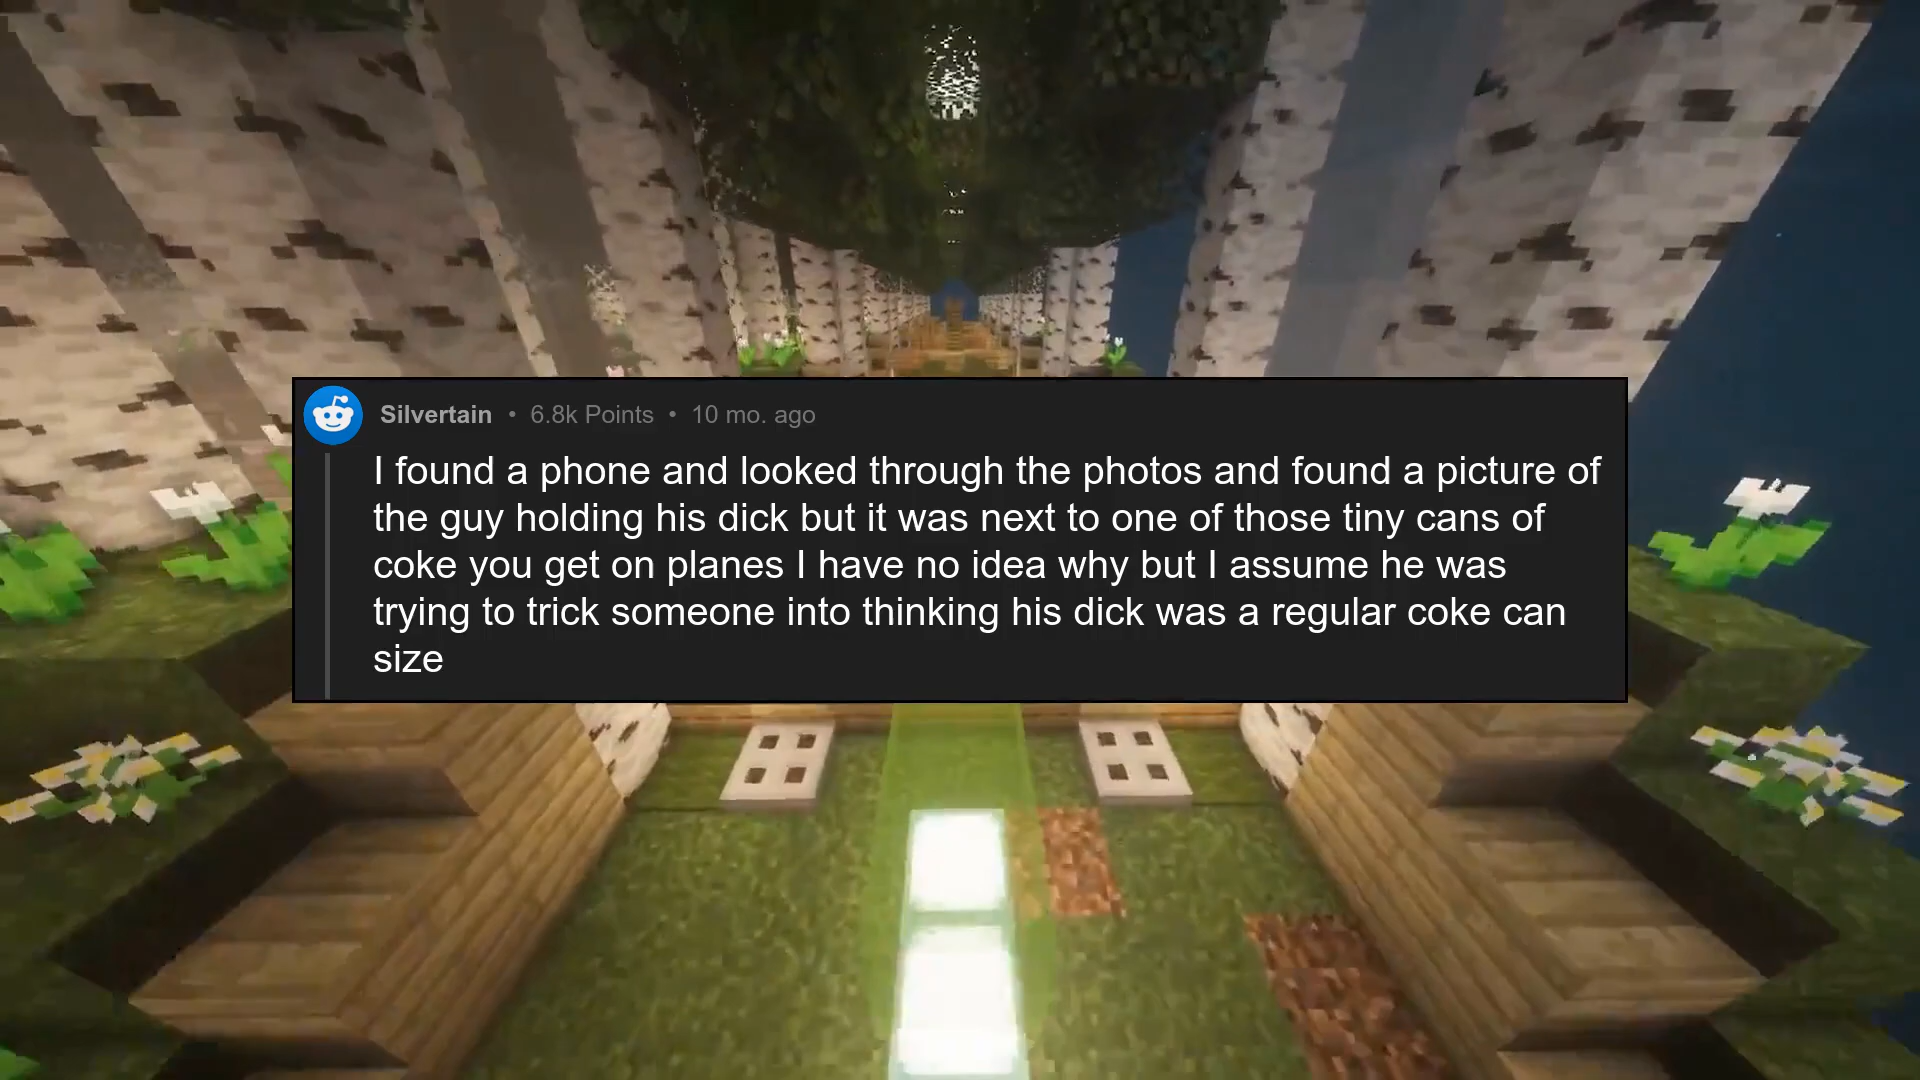 Silvertain • 6.8k Points • 10 mo. ago
I found a phone and looked through the photos and found a picture of
the guy holding his dick but it was next to one of those tiny cans of
coke you get on planes I have no idea why but I assume he was
trying to trick someone into thinking his dick was a regular coke can
size